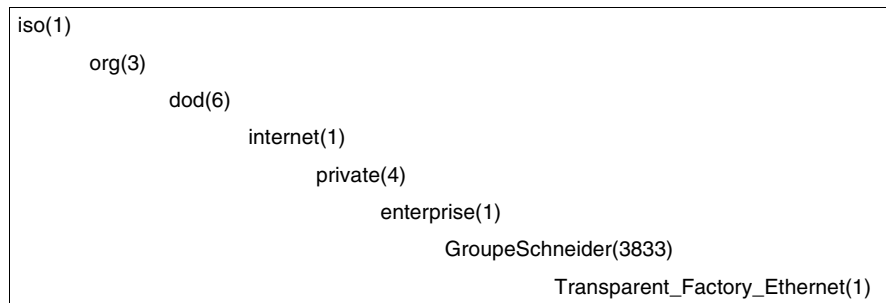 iso(1)
org(3)
dod(6)
internet(1)
private(4)
enterprise(1)
GroupeSchneider(3833)
Transparent_Factory_Ethernet(1)